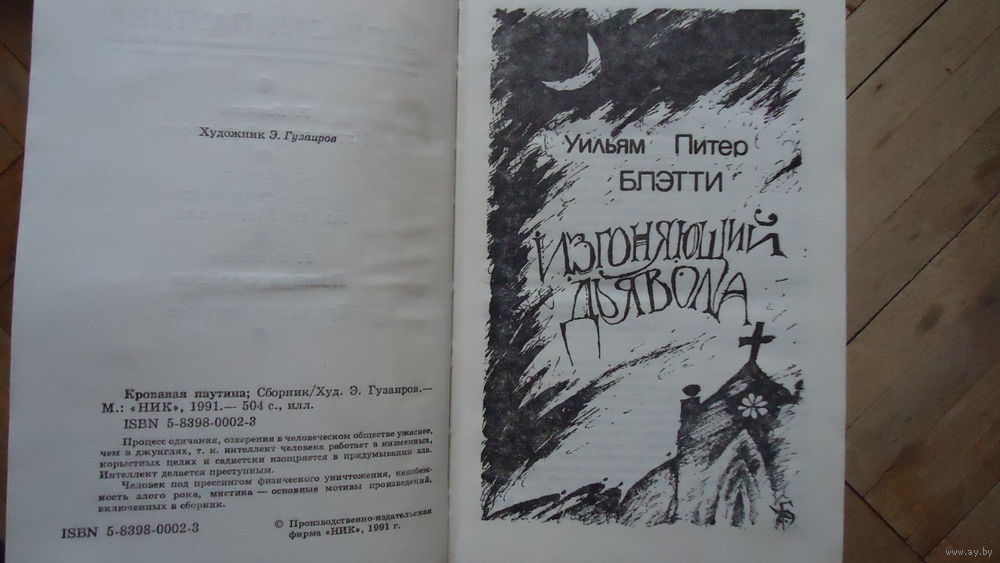 Художник Э. Гузаиров
Кровавая паутина; Сборник/Худ. Э. Гузаиров.—
М.: «НИК», 1991.— 504 с., илл.
ISBN 5-8398-0002-3
Процесс одичания, озверения в человеческом обществе ужаснее,
чем в джунглях, т. к. интеллект человека работает в низменных,
корыстных целях и садистски изощряется в придумывании зла.
Интеллект делается преступным.
Человек под прессингом физического уничтожения, неизбеж-
ность злого рока, мистика — основные мотивы произведений,
включенных в сборник.
ISBN 5-8398-0002-3
© Производственно-издательская
фирма «НИК», 1991 г.
Уильям Питер
БЛЭТТИ
ИЗГОНЯЮЩИЙ
ДЬЯВОЛА
www.ay.by